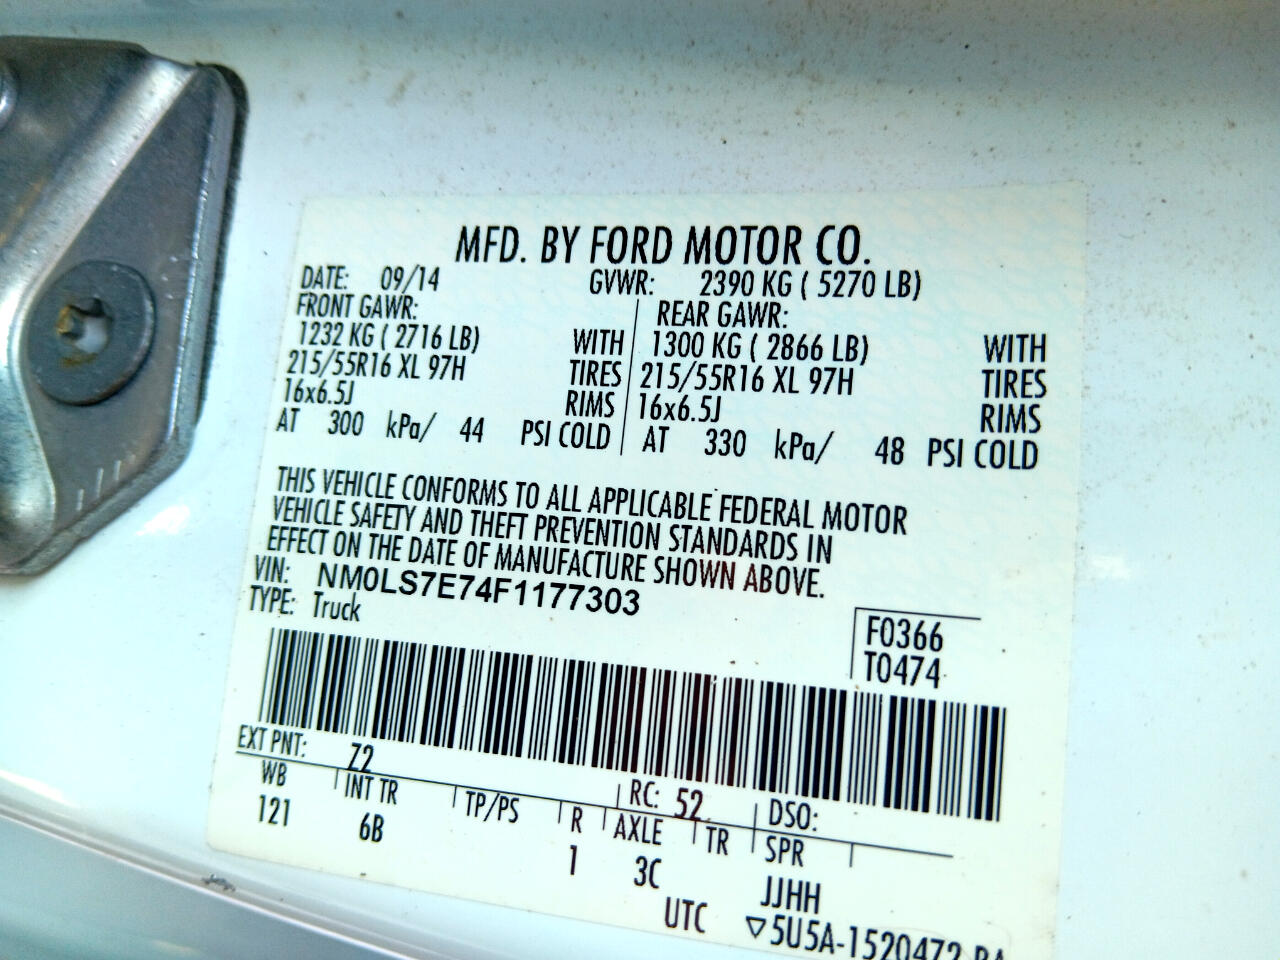 MFD. BY FORD MOTOR CO.
DATE: 09/14 GVWR: 2390 KG ( 5270 LB)
FRONT GAWR: REAR GAWR:
1232 KG ( 2716 LB) WITH 1300 KG ( 2866 LB) WITH
215/55R16 XL 97H TIRES 215/55R16 XL 97H TIRES
16x6.5J RIMS 16x6.5J RIMS
AT 300 kPa/ 44 PSI COLD AT 330 kPa/ 48 PSI COLD
THIS VEHICLE CONFORMS TO ALL APPLICABLE FEDERAL MOTOR
VEHICLE SAFETY AND THEFT PREVENTION STANDARDS IN
EFFECT ON THE DATE OF MANUFACTURE SHOWN ABOVE.
VIN: NM0LS7E74F1177303
TYPE: Truck
F0366
T0474
EXT PNT: Z2 RC: 52 DSO:
WB INT TR TP/PS R AXLE TR SPR
121 6B 1 3C JJHH
UTC ▽5U5A-1520472